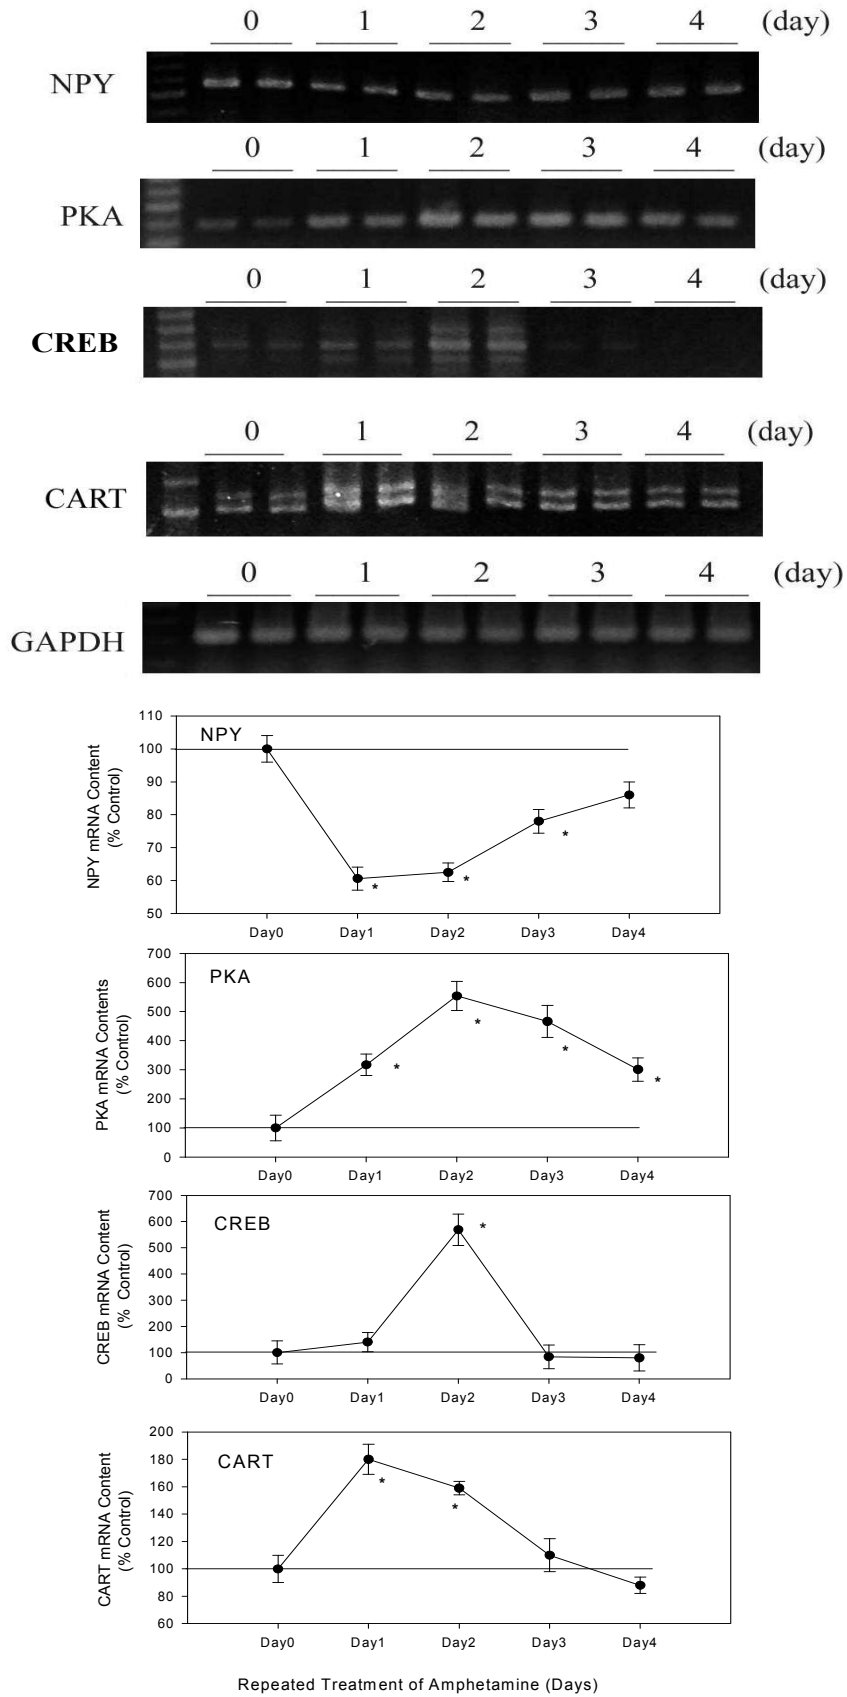 0 1 2 3 4 (day)
NPY
0 1 2 3 4 (day)
PKA
0 1 2 3 4 (day)
CREB
0 1 2 3 4 (day)
CART
0 1 2 3 4 (day)
GAPDH
NPY
NPY mRNA Content
(% Control)
110
100
90
80
70
60
50
* * *
Day0 Day1 Day2 Day3 Day4
PKA
PKA mRNA Contents
(% Control)
700
600
500
400
300
200
100
0
* * * *
Day0 Day1 Day2 Day3 Day4
CREB
CREB mRNA Content
(% Control)
700
600
500
400
300
200
100
0
*
Day0 Day1 Day2 Day3 Day4
CART
CART mRNA Content
(% Control)
200
180
160
140
120
100
80
60
* *
Day0 Day1 Day2 Day3 Day4
Repeated Treatment of Amphetamine (Days)